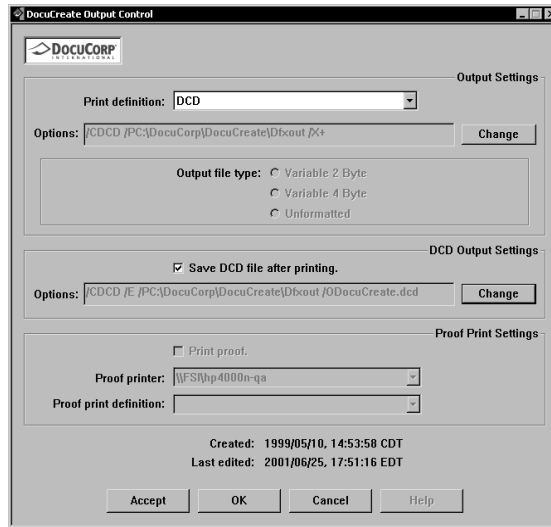 DocuCreate Output Control
DOCUCORP
INTERNATIONAL
Output Settings
Print definition: DCD
Options: /CDCD /PC:\DocuCorp\DocuCreate\Dfxout /X+ Change
Output file type: Variable 2 Byte
Variable 4 Byte
Unformatted
DCD Output Settings
Save DCD file after printing.
Options: /CDCD /E /PC:\DocuCorp\DocuCreate\Dfxout /ODocuCreate.dcd Change
Proof Print Settings
Print proof.
Proof printer: \\FSI\hp4000n-qa
Proof print definition:
Created: 1999/05/10, 14:53:58 CDT
Last edited: 2001/06/25, 17:51:16 EDT
Accept OK Cancel Help